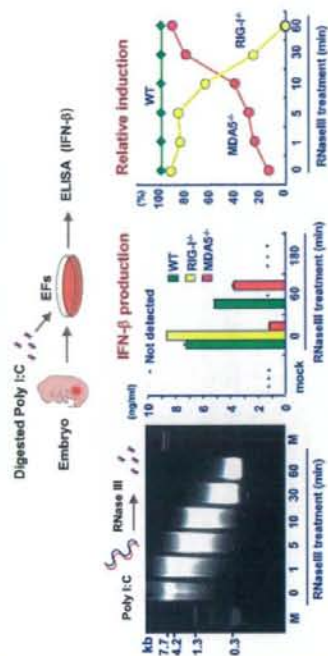 Digested Poly I:C
EFs
Embryo
ELISA (IFN-β)
Poly I:C
RNase III
kb
7.7
4.2
1.3
0.3
M 0 1 5 10 30 60 M
RNaseIII treatment (min)
IFN-β production
(ng/ml)
- Not detected
WT
RIG-I-/-
MDA5-/-
10
8
6
4
2
0
mock 0 60 180
RNaseIII treatment (min)
Relative induction
(%)
100
80
60
40
20
0
WT
MDA5-/-
RIG-I-/-
0 1 5 10 30 60
RNaseIII treatment (min)